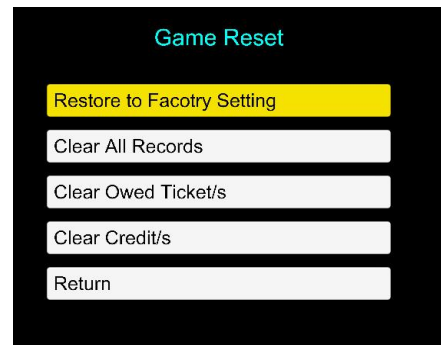 Game Reset
Restore to Facotry Setting
Clear All Records
Clear Owed Ticket/s
Clear Credit/s
Return